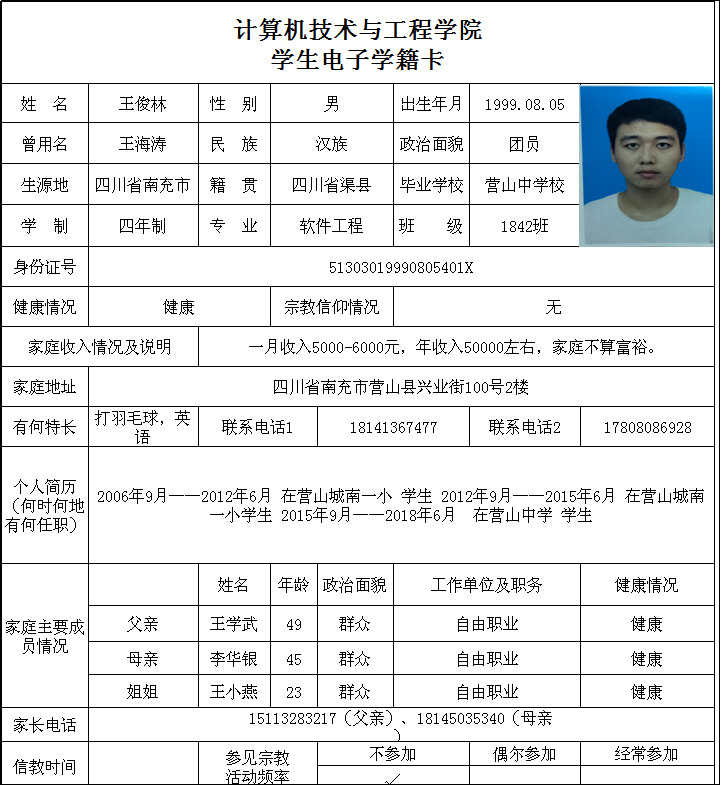 计算机技术与工程学院
学生电子学籍卡
姓 名 王俊林 性 别 男 出生年月 1999.08.05
曾用名 王海涛 民 族 汉族 政治面貌 团员
生源地 四川省南充市 籍 贯 四川省渠县 毕业学校 营山中学校
学 制 四年制 专 业 软件工程 班 级 1842班
身份证号 51303019990805401X
健康情况 健康 宗教信仰情况 无
家庭收入情况及说明 一月收入5000-6000元，年收入50000左右，家庭不算富裕。
家庭地址 四川省南充市营山县兴业街100号2楼
有何特长 打羽毛球，英语 联系电话1 18141367477 联系电话2 17808086928
个人简历（何时何地有何任职）
2006年9月——2012年6月 在营山城南一小 学生 2012年9月——2015年6月 在营山城南
一小学生 2015年9月——2018年6月 在营山中学 学生
家庭主要成员情况
姓名 年龄 政治面貌 工作单位及职务 健康情况
父亲 王学武 49 群众 自由职业 健康
母亲 李华银 45 群众 自由职业 健康
姐姐 王小燕 23 群众 自由职业 健康
家长电话 15113283217（父亲）、18145035340（母亲
）
信教时间 参见宗教活动频率 不参加 偶尔参加 经常参加
✓